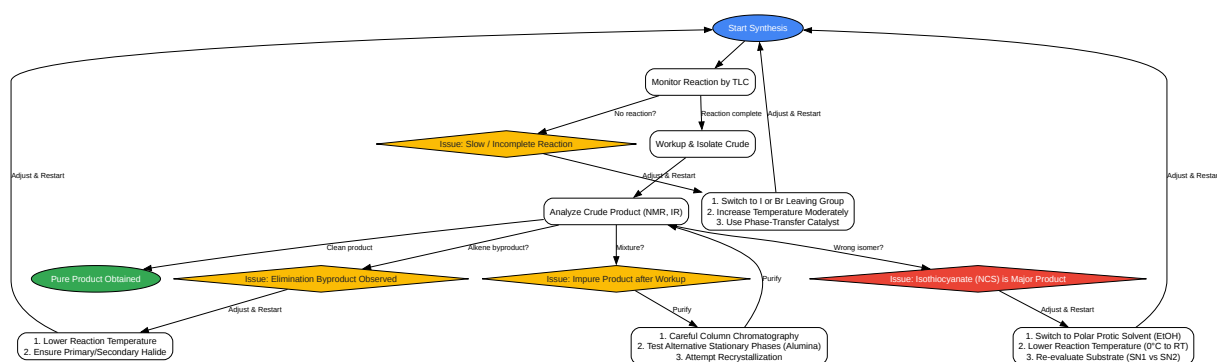 Start Synthesis
Monitor Reaction by TLC
No reaction?
Reaction complete
Adjust & Restart
Issue: Slow / Incomplete Reaction
Workup & Isolate Crude
Adjust & Restart
Adjust & Restart
Adjust & Restart
1. Switch to I or Br Leaving Group
2. Increase Temperature Moderately
3. Use Phase-Transfer Catalyst
Analyze Crude Product (NMR, IR)
Clean product
Alkene byproduct?
Mixture?
Wrong isomer?
Pure Product Obtained
Issue: Elimination Byproduct Observed
Issue: Impure Product after Workup
Purify
Issue: Isothiocyanate (NCS) is Major Product
Adjust & Restart
Purify
Adjust & Restart
1. Lower Reaction Temperature
2. Ensure Primary/Secondary Halide
1. Careful Column Chromatography
2. Test Alternative Stationary Phases (Alumina)
3. Attempt Recrystallization
1. Switch to Polar Protic Solvent (EtOH)
2. Lower Reaction Temperature (0°C to RT)
3. Re-evaluate Substrate (SN1 vs SN2)